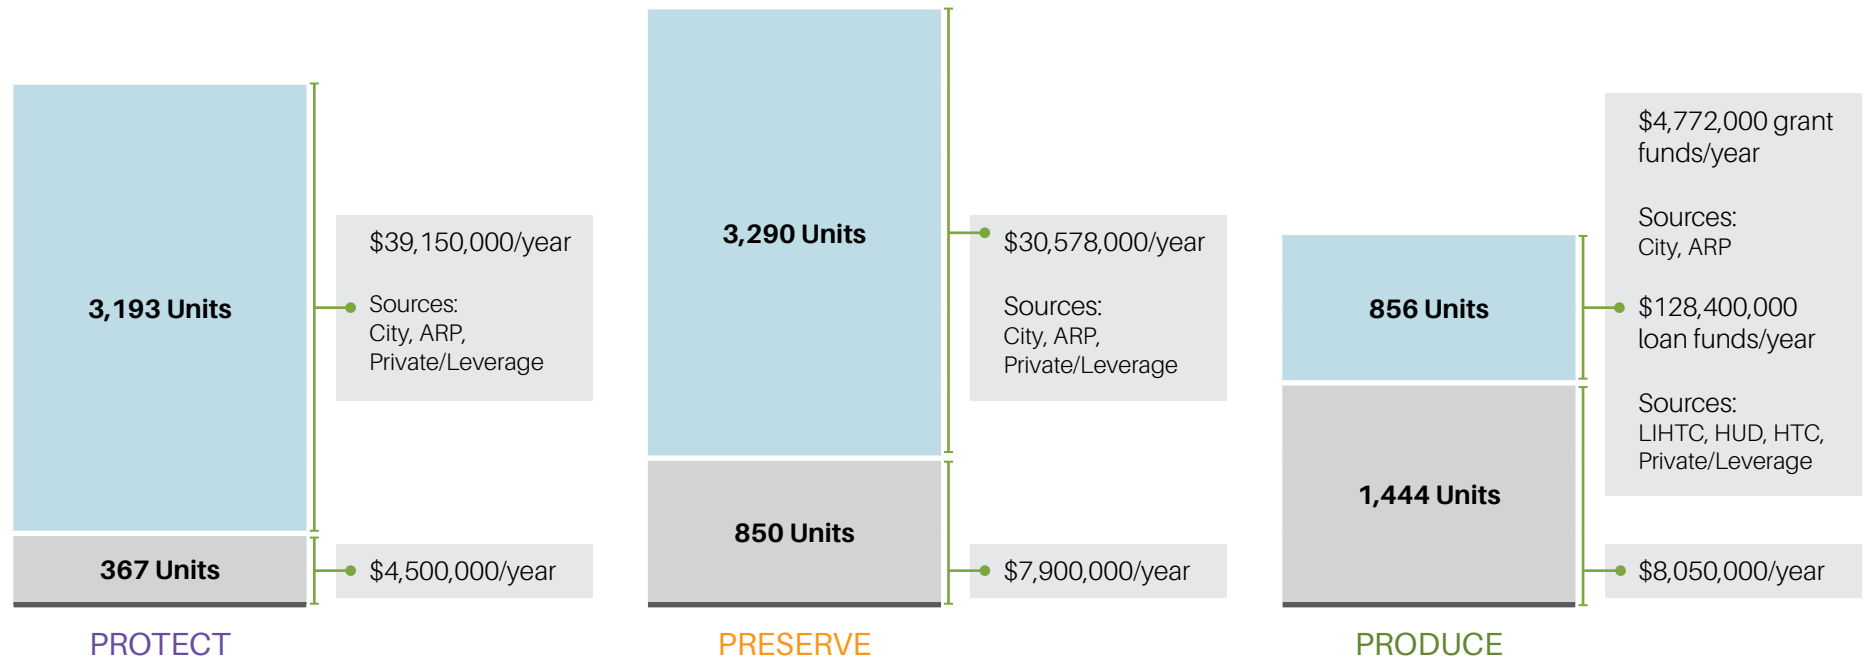 3,193 Units
$39,150,000/year
Sources:
City, ARP,
Private/Leverage
367 Units
$4,500,000/year
PROTECT
3,290 Units
$30,578,000/year
Sources:
City, ARP,
Private/Leverage
850 Units
$7,900,000/year
PRESERVE
856 Units
$4,772,000 grant
funds/year
Sources:
City, ARP
$128,400,000
loan funds/year
Sources:
LIHTC, HUD, HTC,
Private/Leverage
1,444 Units
$8,050,000/year
PRODUCE